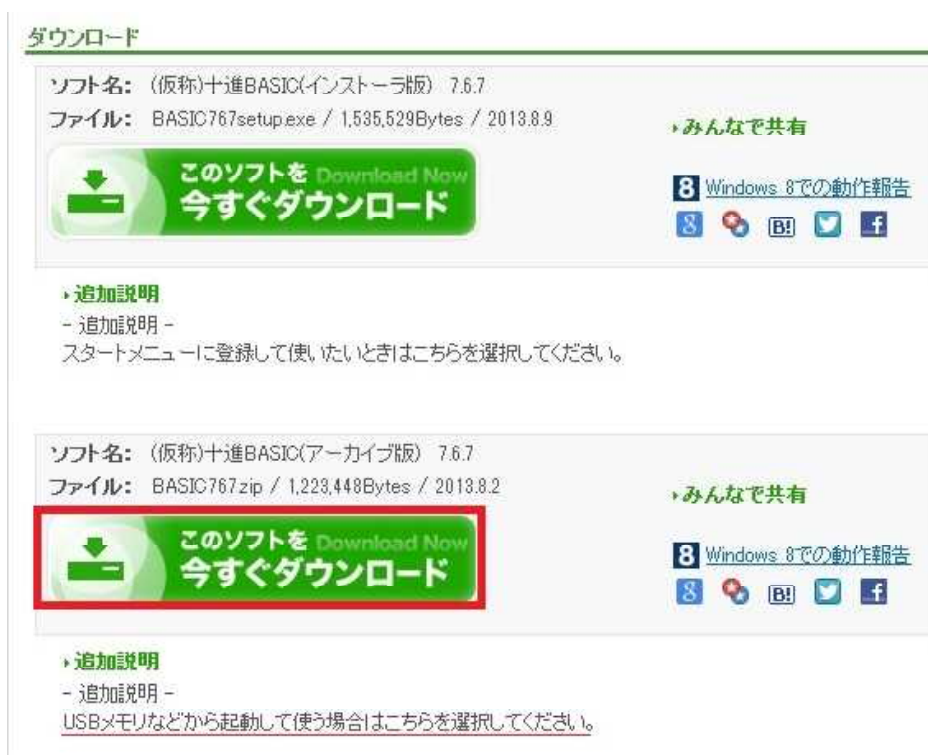 ダウンロード
ソフト名: (仮称)十進BASIC(インストーラ版) 7.6.7
ファイル: BASIC767setup.exe / 1,535,529Bytes / 2013.8.9
みんなで共有
このソフトを Download Now
今すぐダウンロード
8 Windows 8での動作報告
8 B! f
追加説明
- 追加説明 -
スタートメニューに登録して使いたいときはこちらを選択してください。
ソフト名: (仮称)十進BASIC(アーカイブ版) 7.6.7
ファイル: BASIC767.zip / 1,223,448Bytes / 2013.8.2
みんなで共有
このソフトを Download Now
今すぐダウンロード
8 Windows 8での動作報告
8 B! f
追加説明
- 追加説明 -
USBメモリなどから起動して使う場合はこちらを選択してください。